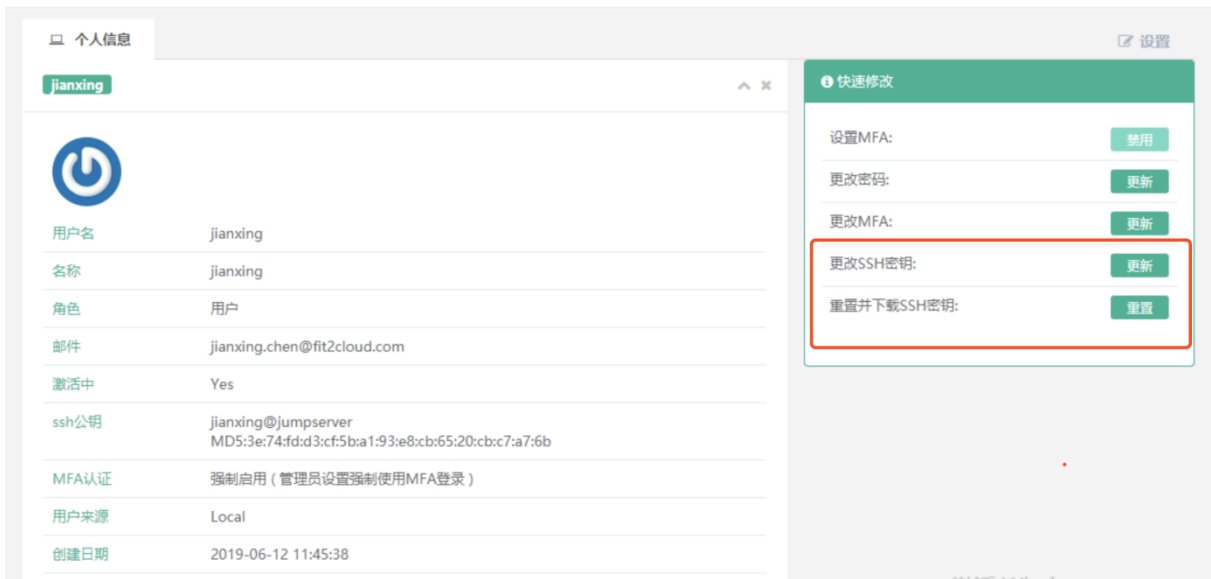 个人信息
设置
jianxing
用户名 jianxing
名称 jianxing
角色 用户
邮件 jianxing.chen@fit2cloud.com
激活中 Yes
ssh公钥 jianxing@jumpserver
MD5:3e:74:fd:d3:cf:5b:a1:93:e8:cb:65:20:cb:c7:a7:6b
MFA认证 强制启用 ( 管理员设置强制使用MFA登录 )
用户来源 Local
创建日期 2019-06-12 11:45:38
快速修改
设置MFA: 禁用
更改密码: 更新
更改MFA: 更新
更改SSH密钥: 更新
重置并下载SSH密钥: 重置